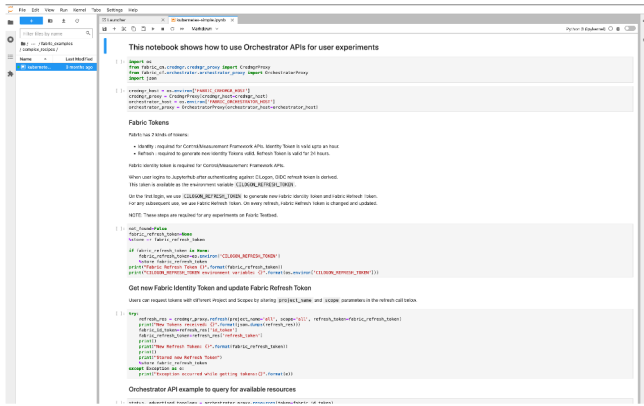 File Edit View Run Kernel Tabs Settings Help
Launcher
kubernetes-simple.ipynb
Filter files by name
Markdown
Python 3 (ipykernel)
/ ... / fabric_examples
/ complex_recipes /
Name
Last Modified
kubernete...
3 months ago
This notebook shows how to use Orchestrator APIs for user experiments
import os
from fabric_cm.credmgr.credmgr_proxy import CredmgrProxy
from fabric_cf.orchestrator.orchestrator_proxy import OrchestratorProxy
import json
credmgr_host = os.environ['FABRIC_CREDMGR_HOST']
credmgr_proxy = CredmgrProxy(credmgr_host=credmgr_host)
orchestrator_host = os.environ['FABRIC_ORCHESTRATOR_HOST']
orchestrator_proxy = OrchestratorProxy(orchestrator_host=orchestrator_host)
Fabric Tokens
Fabric has 2 kinds of tokens:
• Identity : required for Control/Measurement Framework APIs. Identity Token is valid upto an hour.
• Refresh : required to generate new Identity Tokens valid. Refresh Token is valid for 24 hours.
Fabric Identity token is required for Control/Measurement Framework APIs.
When user logins to Jupyterhub after authenticating against CILogon, OIDC refresh token is derived.
This token is available as the environment variable CILOGON_REFRESH_TOKEN .
On the first login, we use CILOGON_REFRESH_TOKEN to generate new Fabric Identity token and Fabric Refresh Token.
For any subsequent use, we use Fabric Refresh Token. On every refresh, Fabric Refresh Token is changed and updated.
NOTE: These steps are required for any experiments on Fabric Testbed.
not_found=False
fabric_refresh_token=None
%store -r fabric_refresh_token
if fabric_refresh_token is None:
fabric_refresh_token=os.environ['CILOGON_REFRESH_TOKEN']
%store fabric_refresh_token
print("Fabric Refresh Token {}".format(fabric_refresh_token))
print("CILOGON_REFRESH_TOKEN environment variable: {}".format(os.environ['CILOGON_REFRESH_TOKEN']))
Get new Fabric Identity Token and update Fabric Refresh Token
Users can request tokens with different Project and Scopes by altering project_name and scope parameters in the refresh call below.
try:
refresh_res = credmgr_proxy.refresh(project_name='all', scope='all', refresh_token=fabric_refresh_token)
print("New Tokens received: {}".format(json.dumps(refresh_res)))
fabric_id_token=refresh_res['id_token']
fabric_refresh_token=refresh_res['refresh_token']
print()
print("New Refresh Token: {}".format(fabric_refresh_token))
print()
print("Stored new Refresh Token")
%store fabric_refresh_token
except Exception as e:
print("Exception occurred while getting tokens:{}".format(e))
Orchestrator API example to query for available resources